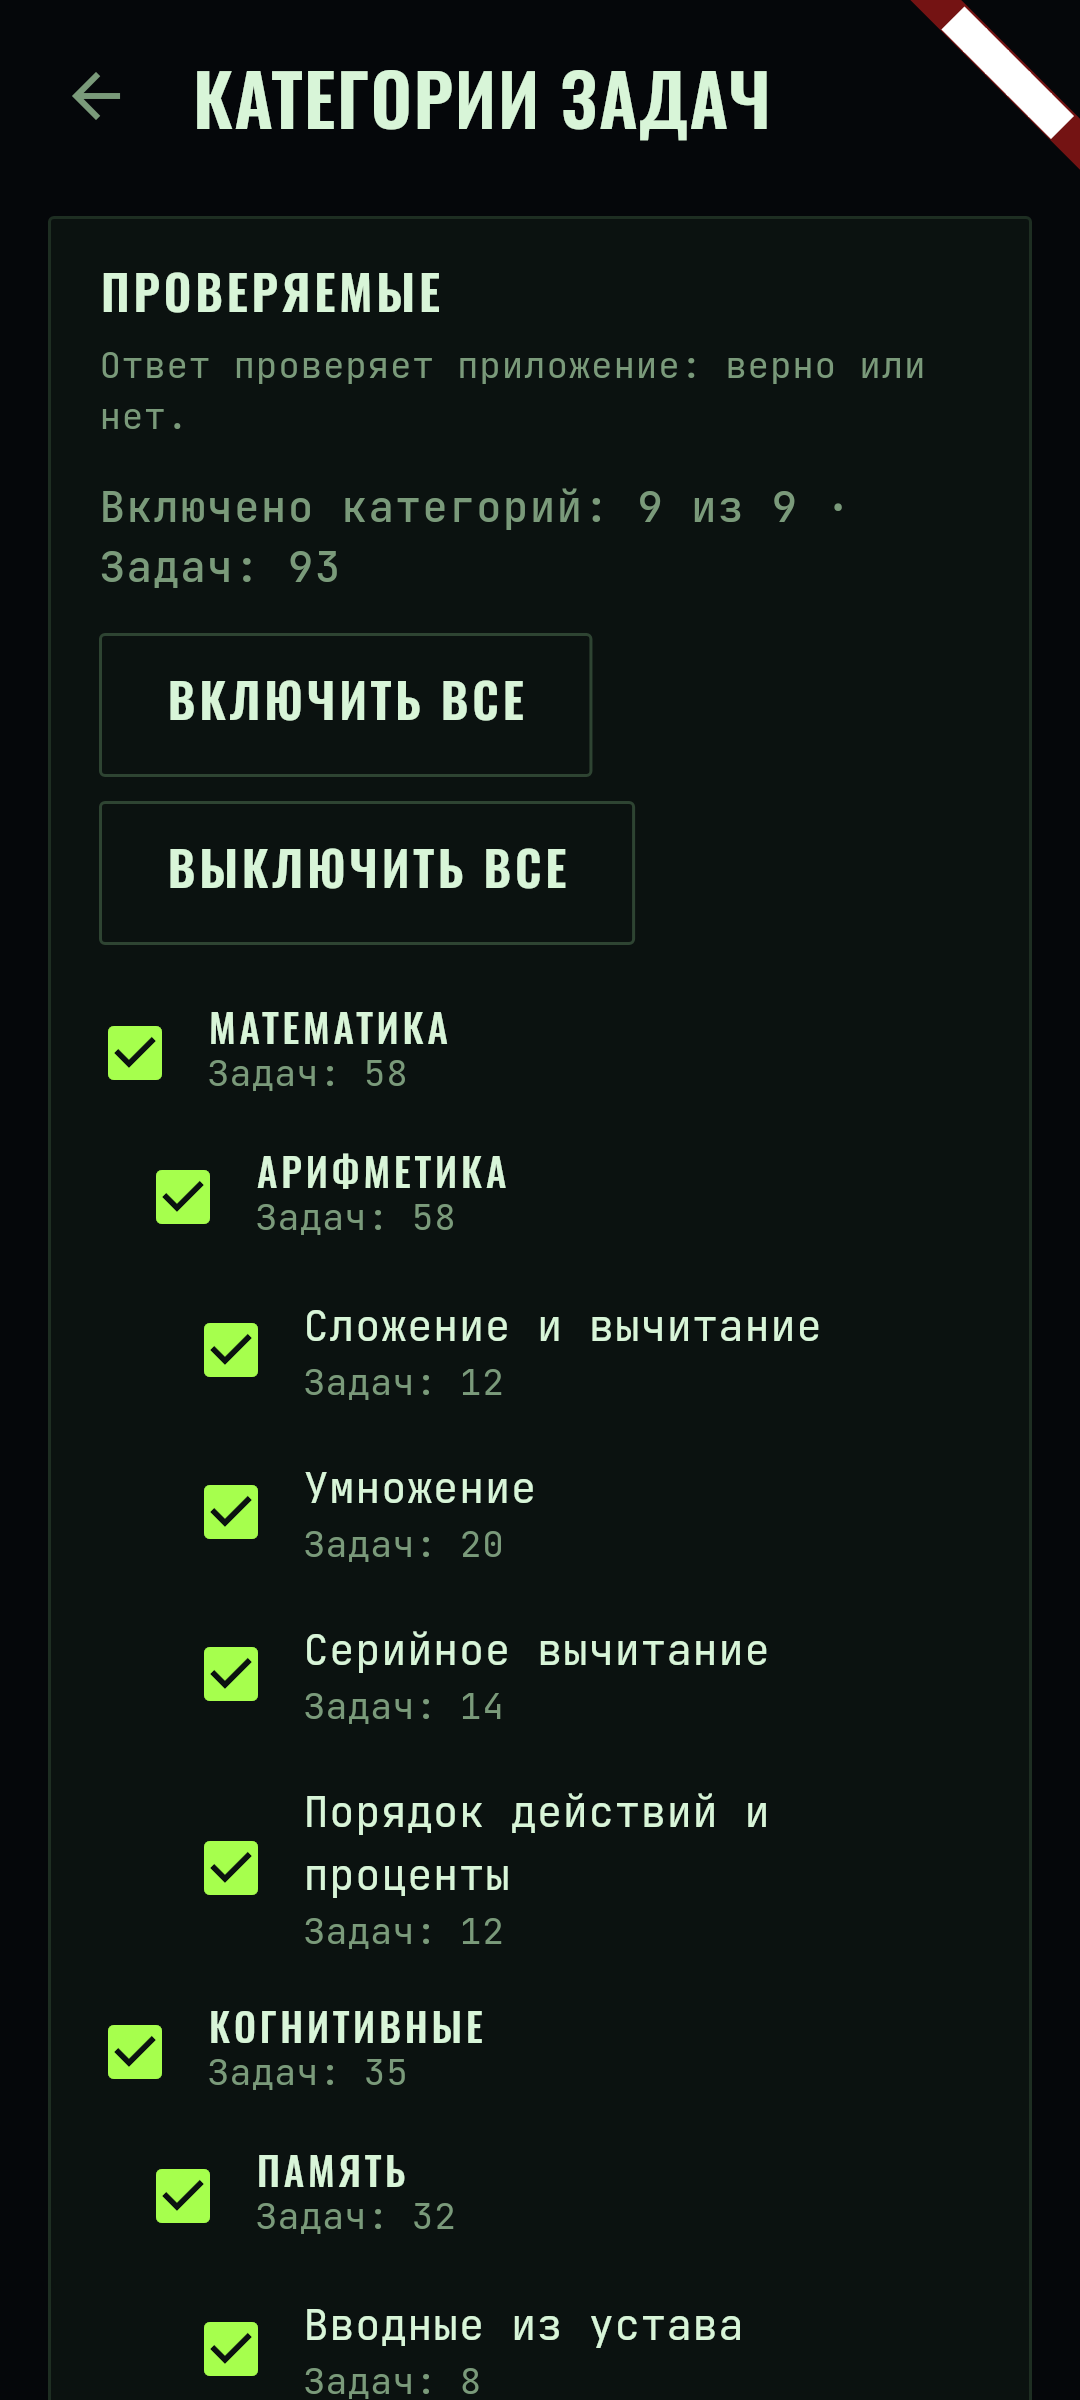 КАТЕГОРИИ ЗАДАЧ
ПРОВЕРЯЕМЫЕ
Ответ проверяет приложение: верно или
нет.
Включено категорий: 9 из 9 ·
Задач: 93
ВКЛЮЧИТЬ ВСЕ
ВЫКЛЮЧИТЬ ВСЕ
МАТЕМАТИКА
Задач: 58
АРИФМЕТИКА
Задач: 58
Сложение и вычитание
Задач: 12
Умножение
Задач: 20
Серийное вычитание
Задач: 14
Порядок действий и
проценты
Задач: 12
КОГНИТИВНЫЕ
Задач: 35
ПАМЯТЬ
Задач: 32
Вводные из устава
Задач: 8